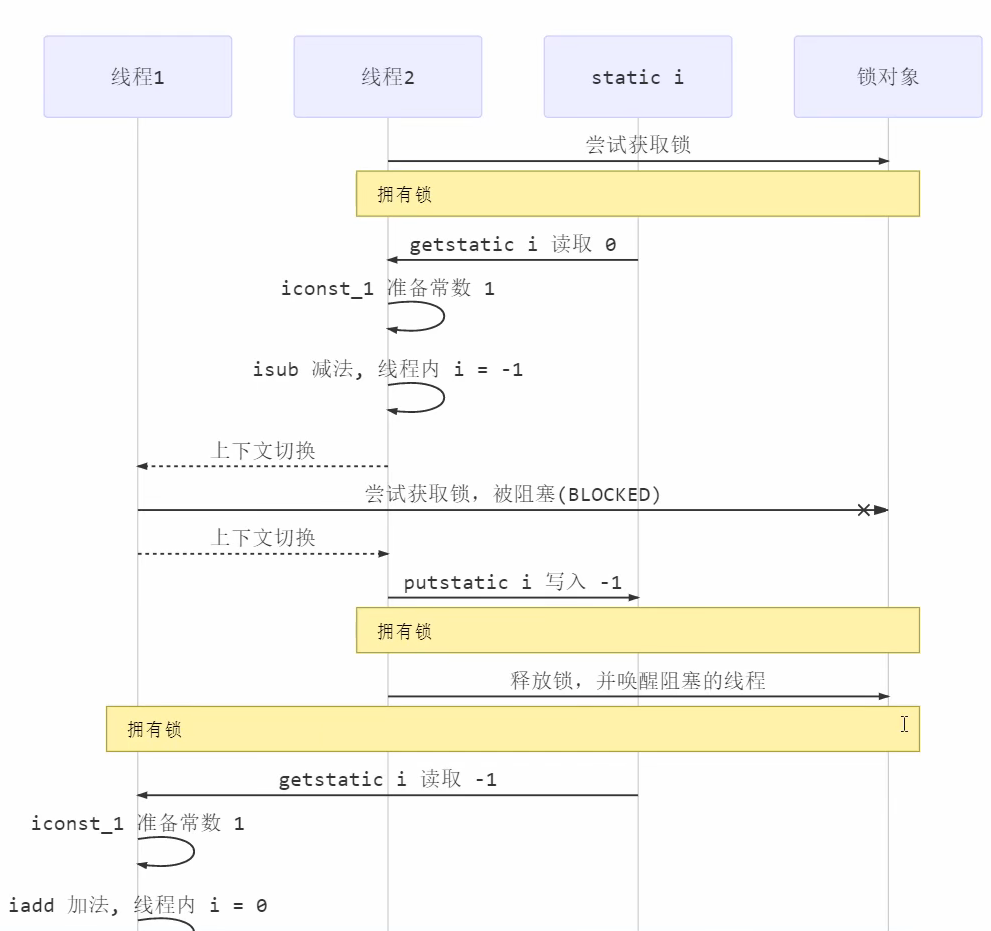 线程1
线程2
static i
锁对象
尝试获取锁
拥有锁
getstatic i 读取 0
iconst_1 准备常数 1
isub 减法, 线程内 i = -1
上下文切换
尝试获取锁，被阻塞(BLOCKED)
上下文切换
putstatic i 写入 -1
拥有锁
释放锁，并唤醒阻塞的线程
拥有锁
getstatic i 读取 -1
iconst_1 准备常数 1
iadd 加法, 线程内 i = 0